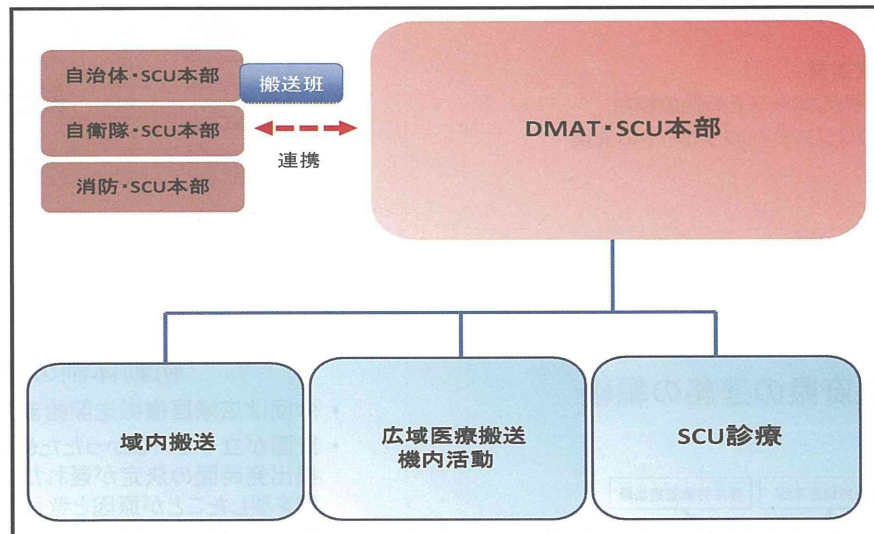 自治体・SCU本部
搬送班
自衛隊・SCU本部
連携
消防・SCU本部
DMAT・SCU本部
域内搬送
広域医療搬送
機内活動
SCU診療